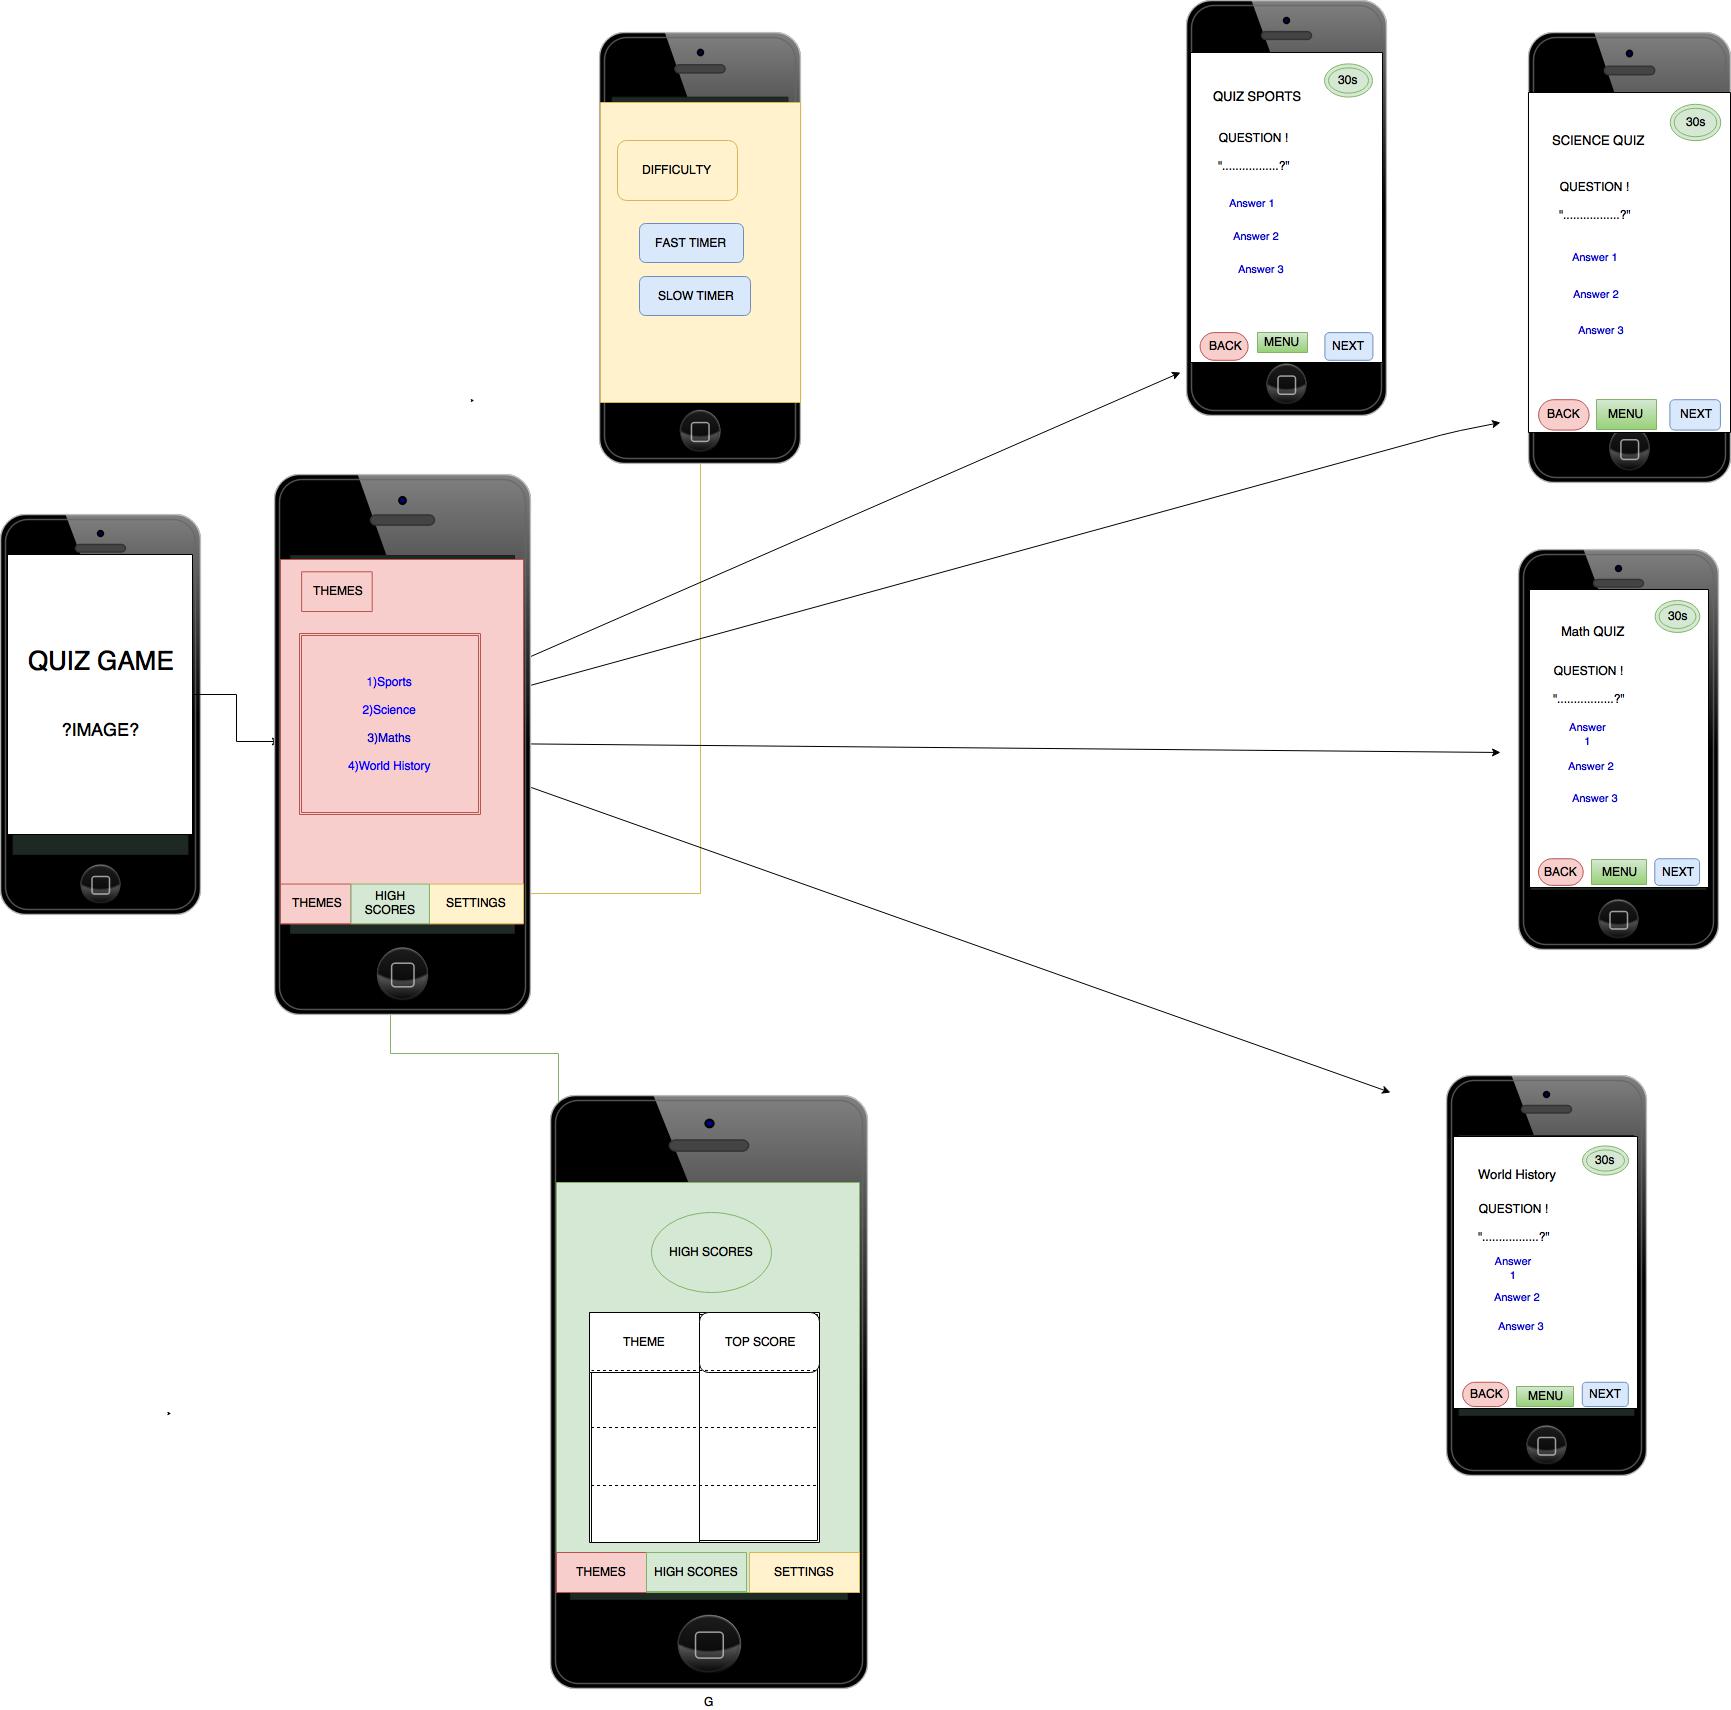 QUIZ GAME
?IMAGE?
THEMES
1)Sports
2)Science
3)Maths
4)World History
THEMES
HIGH
SCORES
SETTINGS
DIFFICULTY
FAST TIMER
SLOW TIMER
30s
QUIZ SPORTS
QUESTION !
".................?"
Answer 1
Answer 2
Answer 3
BACK
MENU
NEXT
30s
SCIENCE QUIZ
QUESTION !
".................?"
Answer 1
Answer 2
Answer 3
BACK
MENU
NEXT
30s
Math QUIZ
QUESTION !
".................?"
Answer
1
Answer 2
Answer 3
BACK
MENU
NEXT
30s
World History
QUESTION !
".................?"
Answer
1
Answer 2
Answer 3
BACK
MENU
NEXT
HIGH SCORES
THEME
TOP SCORE
THEMES
HIGH SCORES
SETTINGS
G